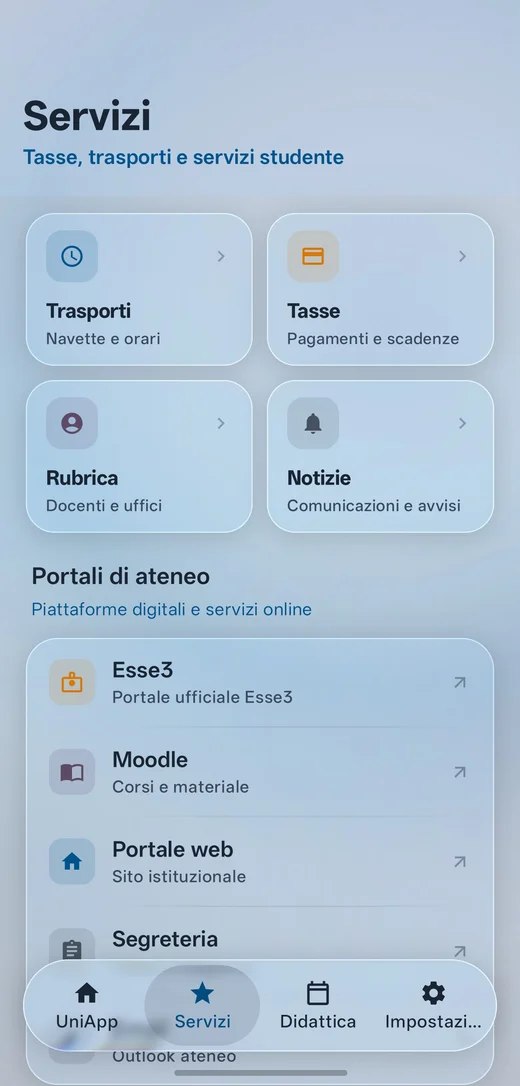 Servizi
Tasse, trasporti e servizi studente
Trasporti
Navette e orari
Tasse
Pagamenti e scadenze
Rubrica
Docenti e uffici
Notizie
Comunicazioni e avvisi
Portali di ateneo
Piattaforme digitali e servizi online
Esse3
Portale ufficiale Esse3
Moodle
Corsi e materiale
Portale web
Sito istituzionale
Segreteria
UniApp
Servizi
Didattica
Impostazi...
Outlook ateneo